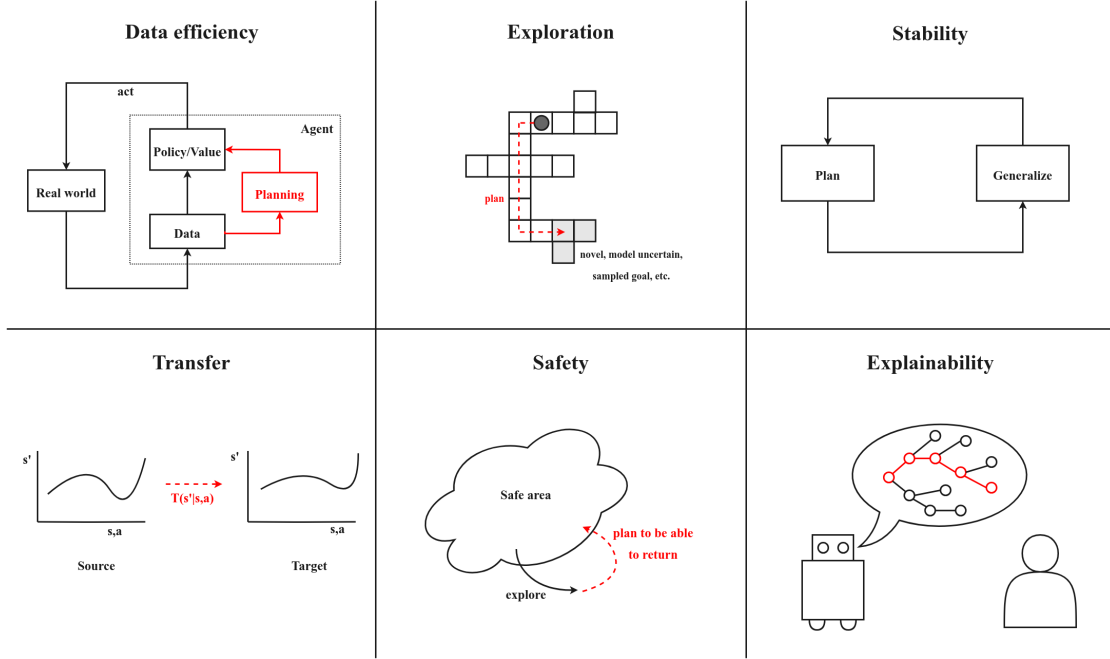 Data efficiency
act
Agent
Policy/Value
Real world
Planning
Data
Exploration
plan
novel, model uncertain,
sampled goal, etc.
Stability
Plan
Generalize
Transfer
s'
s,a
Source
T(s'|s,a)
s'
s,a
Target
Safety
Safe area
plan to be able
to return
explore
Explainability